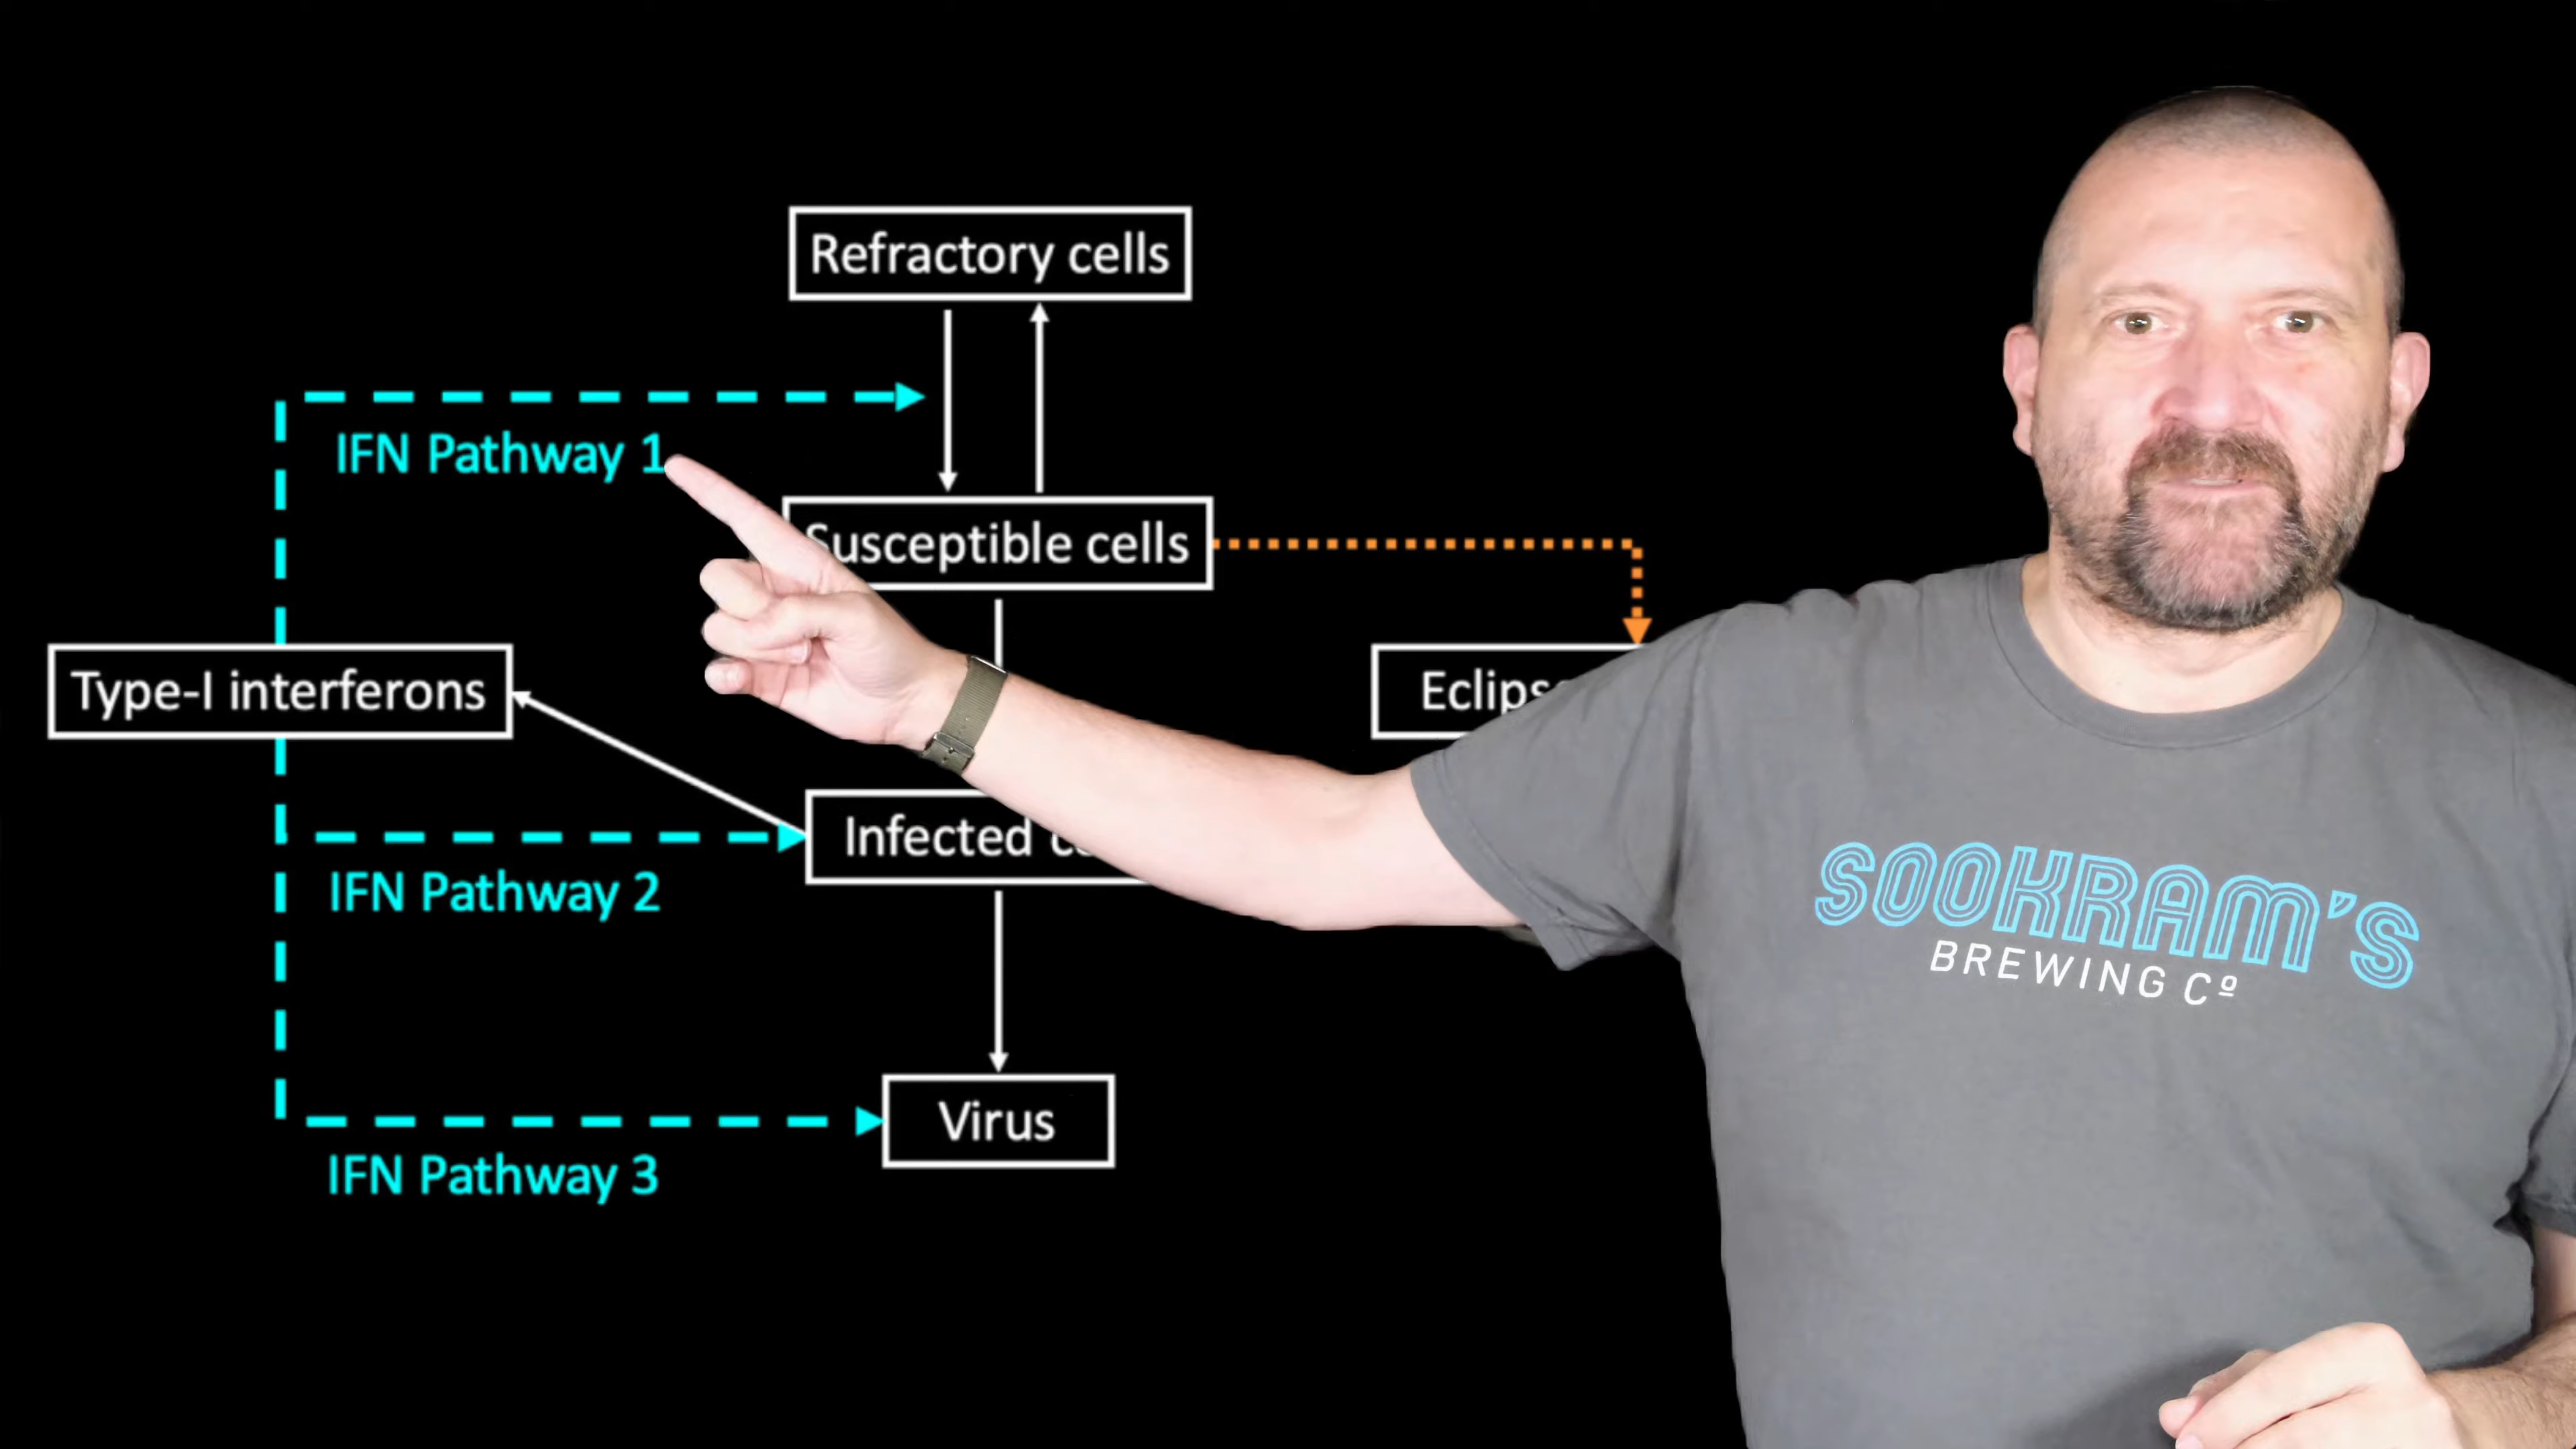 Refractory cells
IFN Pathway 1
Susceptible cells
Type-I interferons
Infected
IFN Pathway 2
Virus
IFN Pathway 3
SOOKRAM'S
BREWING Cº